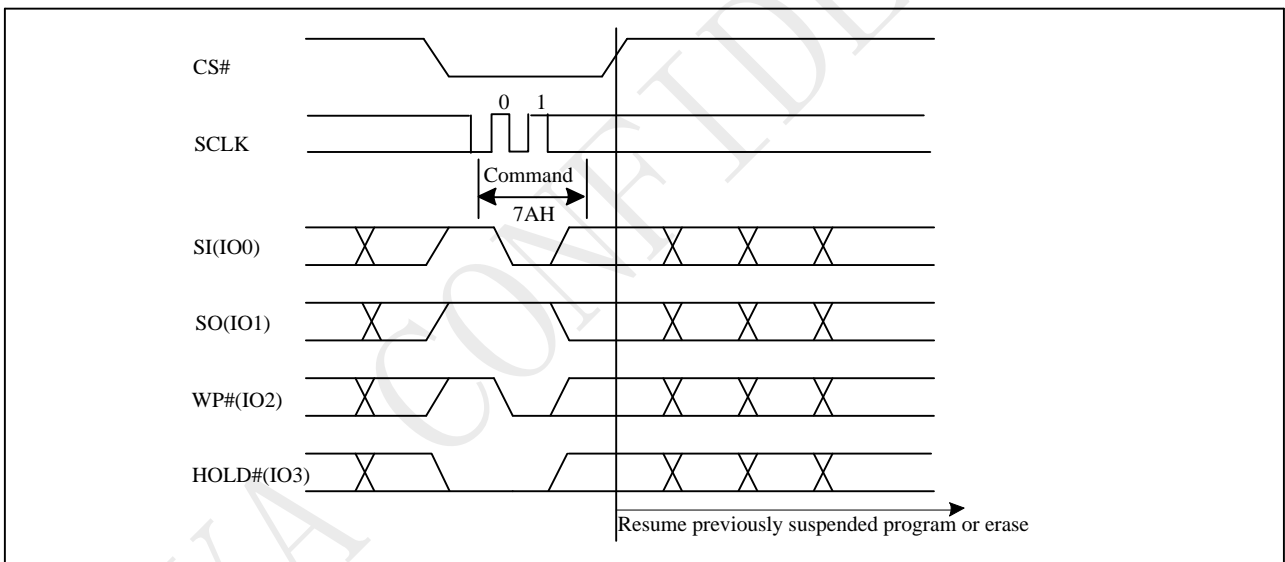 CS#
0 1
SCLK
Command
7AH
SI(IO0)
SO(IO1)
WP#(IO2)
HOLD#(IO3)
Resume previously suspended program or erase